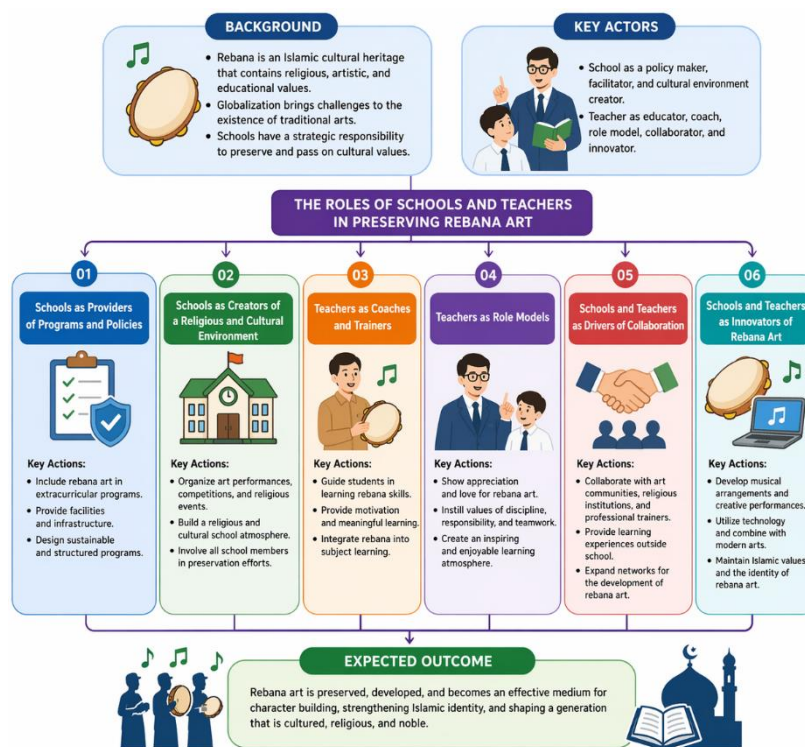 BACKGROUND
• Rebana is an Islamic cultural heritage
that contains religious, artistic, and
educational values.
• Globalization brings challenges to the
existence of traditional arts.
• Schools have a strategic responsibility
to preserve and pass on cultural values.
KEY ACTORS
• School as a policy maker,
facilitator, and cultural environment
creator.
• Teacher as educator, coach,
role model, collaborator, and
innovator.
THE ROLES OF SCHOOLS AND TEACHERS
IN PRESERVING REBANA ART
01
Schools as Providers
of Programs and Policies
Key Actions:
• Include rebana art in
extracurricular programs.
• Provide facilities
and infrastructure.
• Design sustainable
and structured programs.
02
Schools as Creators of
a Religious and Cultural
Environment
Key Actions:
• Organize art performances,
competitions, and religious
events.
• Build a religious and
cultural school atmosphere.
• Involve all school members
in preservation efforts.
03
Teachers as Coaches
and Trainers
Key Actions:
• Guide students in
learning rebana skills.
• Provide motivation
and meaningful learning.
• Integrate rebana into
subject learning.
04
Teachers as Role Models
Key Actions:
• Show appreciation
and love for rebana art.
• Instill values of discipline,
responsibility, and teamwork.
• Create an inspiring
and enjoyable learning
atmosphere.
05
Schools and Teachers
as Drivers of Collaboration
Key Actions:
• Collaborate with art
communities, religious
institutions, and
professional trainers.
• Provide learning
experiences outside
school.
• Expand networks for
the development of
rebana art.
06
Schools and Teachers
as Innovators of
Rebana Art
Key Actions:
• Develop musical
arrangements and
creative performances.
• Utilize technology
and combine with
modern arts.
• Maintain Islamic values
and the identity of
rebana art.
EXPECTED OUTCOME
Rebana art is preserved, developed, and becomes an effective medium for
character building, strengthening Islamic identity, and shaping a generation
that is cultured, religious, and noble.